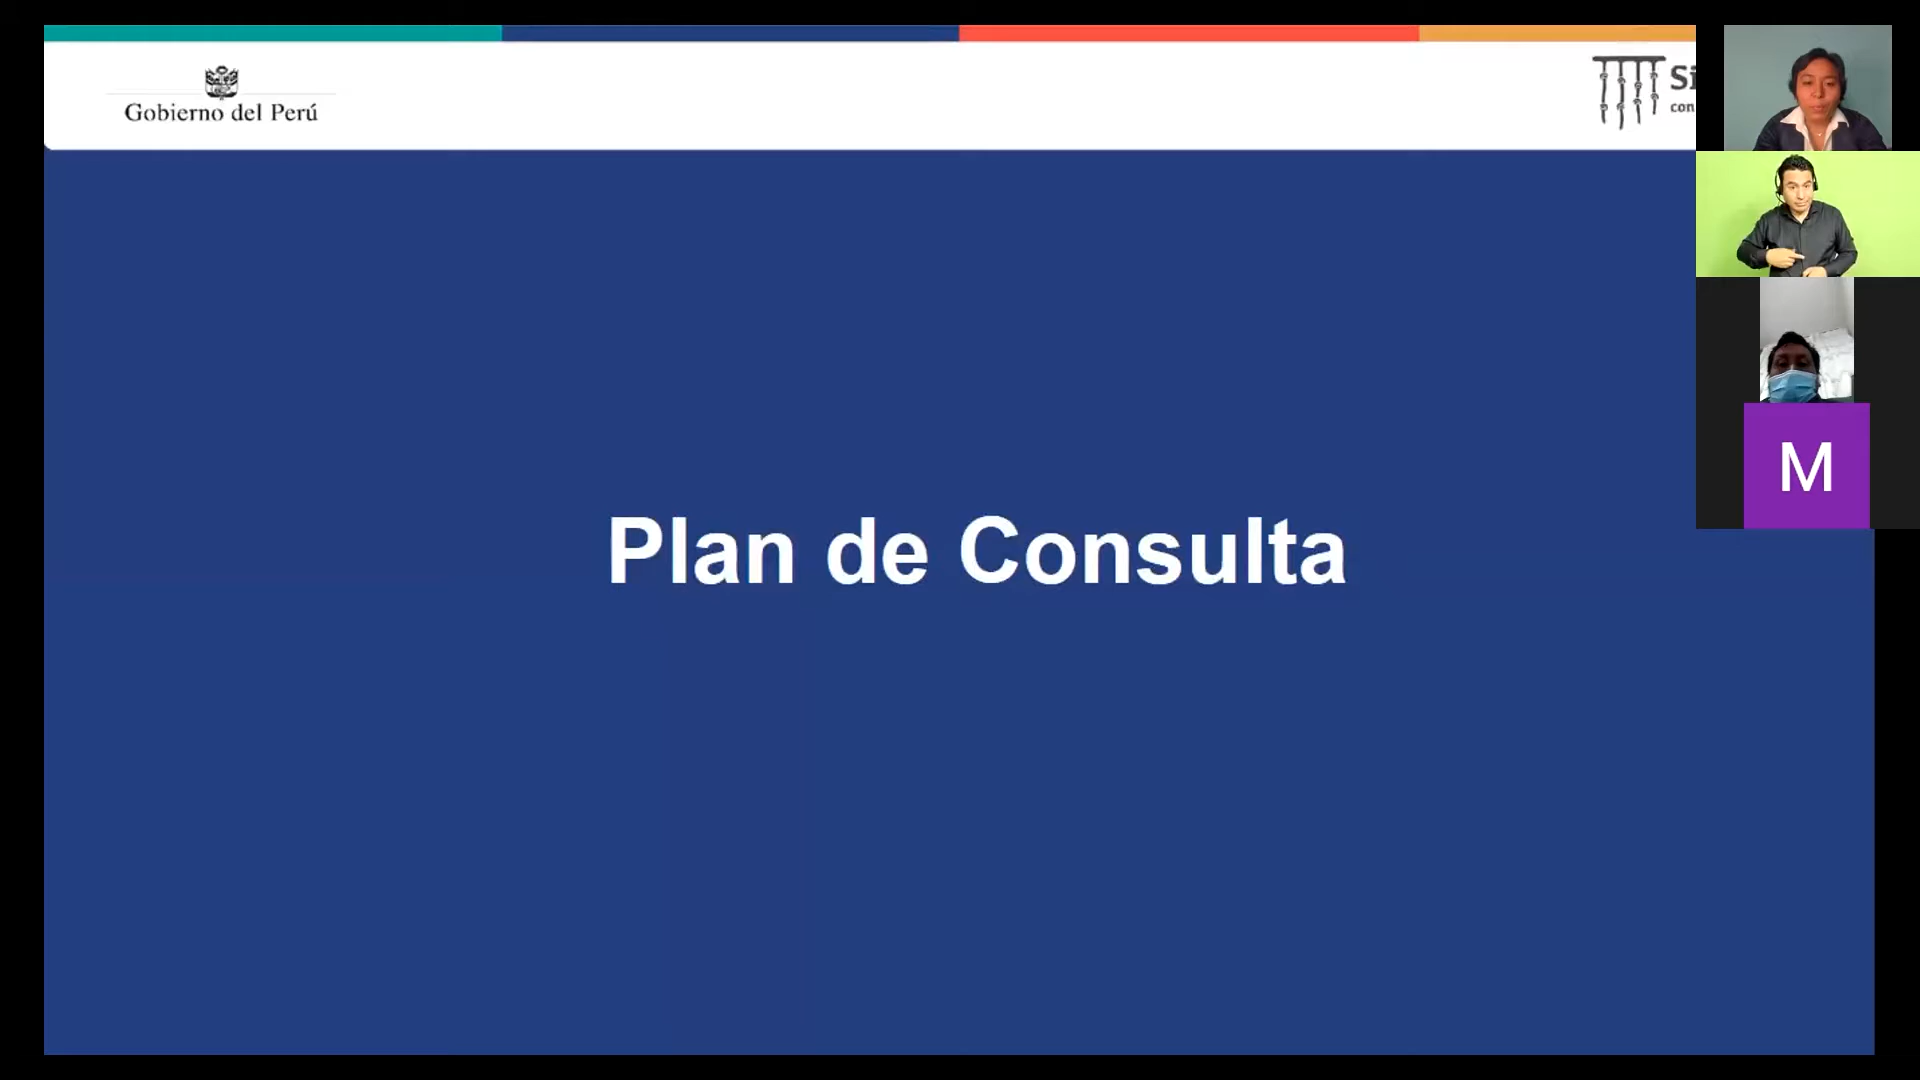 Gobierno del Perú
Plan de Consulta
M